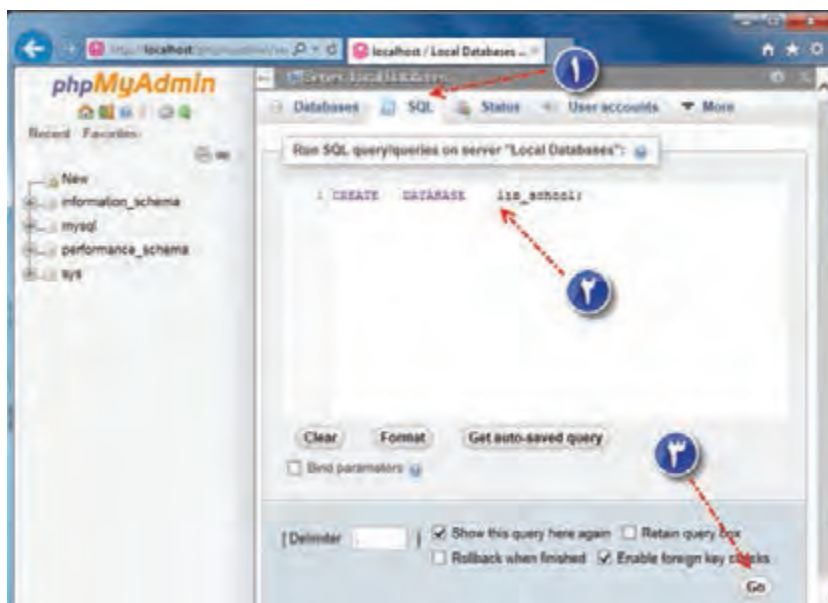 localhost
localhost / Local Databases ...
phpMyAdmin
Recent Favorites
New
information_schema
mysql
performance_schema
sys
Databases SQL Status User accounts More
۱
Run SQL query/queries on server "Local Databases":
1 CREATE DATABASE
۲
Clear Format Get auto-saved query
Bind parameters
۳
[ Delimiter ] Show this query here again Retain query box
Rollback when finished Enable foreign key checks
Go